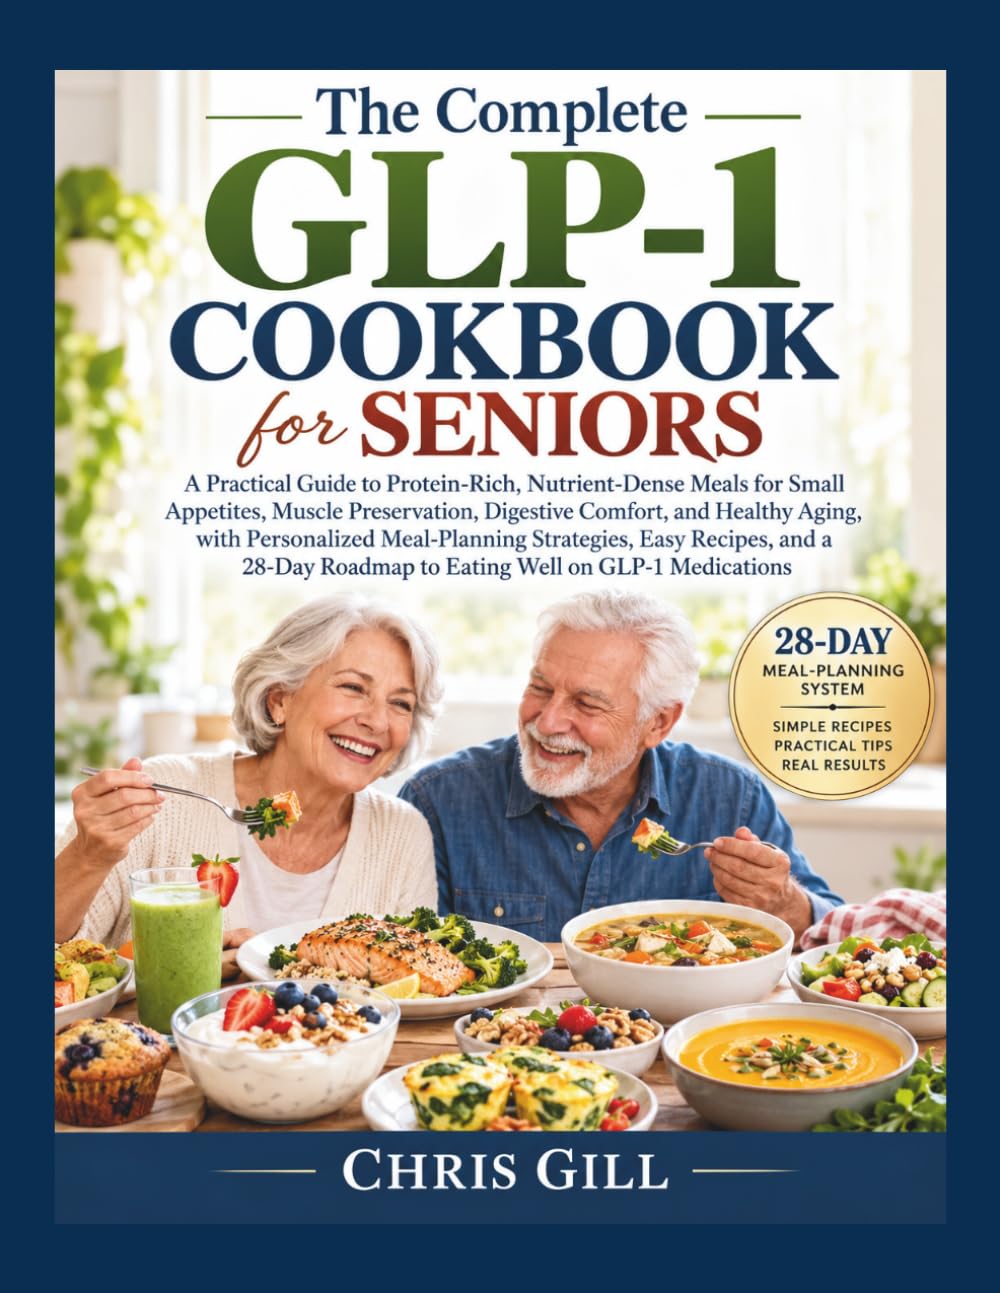 The Complete
GLP-1
COOKBOOK
for SENIORS
A Practical Guide to Protein-Rich, Nutrient-Dense Meals for Small
Appetites, Muscle Preservation, Digestive Comfort, and Healthy Aging,
with Personalized Meal-Planning Strategies, Easy Recipes, and a
28-Day Roadmap to Eating Well on GLP-1 Medications
28-DAY
MEAL-PLANNING
SYSTEM
SIMPLE RECIPES
PRACTICAL TIPS
REAL RESULTS
CHRIS GILL